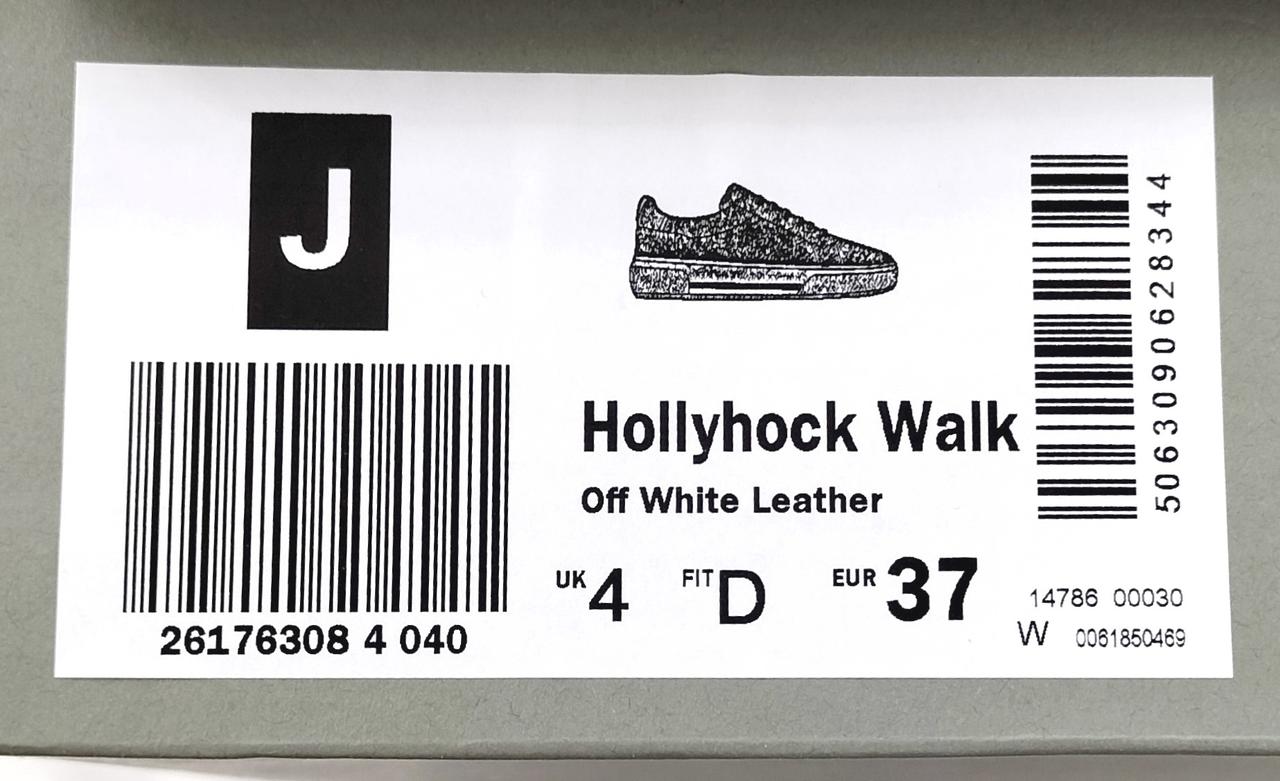 J
26176308 4 040
Hollyhock Walk
Off White Leather
UK 4 FIT D EUR 37
5063090628344
14786 00030
W 0061850469